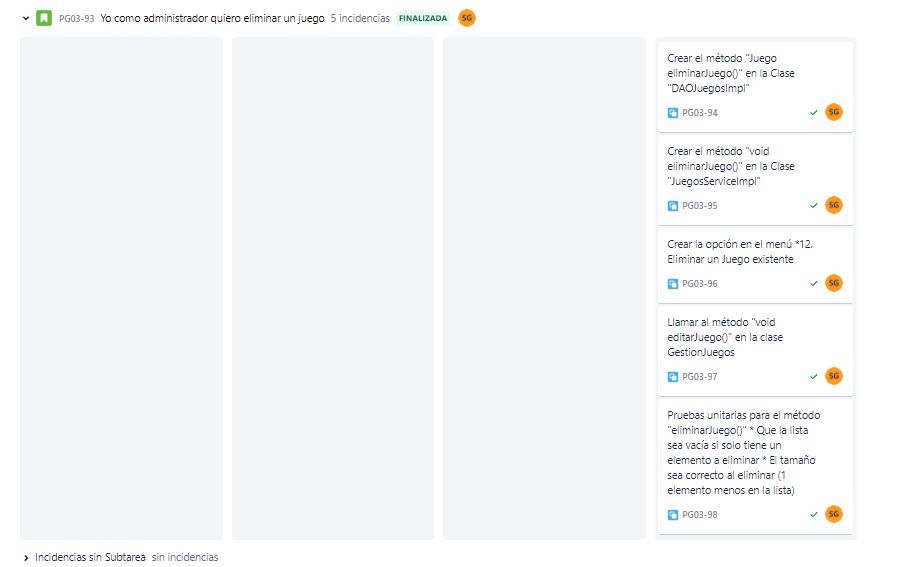 PG03-93 Yo como administrador quiero eliminar un juego 5 incidencias FINALIZADA SG
Crear el método "Juego
eliminarJuego()" en la Clase
"DAOJuegosImpl"
PG03-94 SG
Crear el método "void
eliminarJuego()" en la Clase
"JuegosServiceImpl"
PG03-95 SG
Crear la opción en el menú *12.
Eliminar un Juego existente
PG03-96 SG
Llamar al método "void
editarJuego()" en la clase
GestionJuegos
PG03-97 SG
Pruebas unitarias para el método
"eliminarJuego()" * Que la lista
sea vacía si solo tiene un
elemento a eliminar * El tamaño
sea correcto al eliminar (1
elemento menos en la lista)
PG03-98 SG
Incidencias sin Subtarea sin incidencias